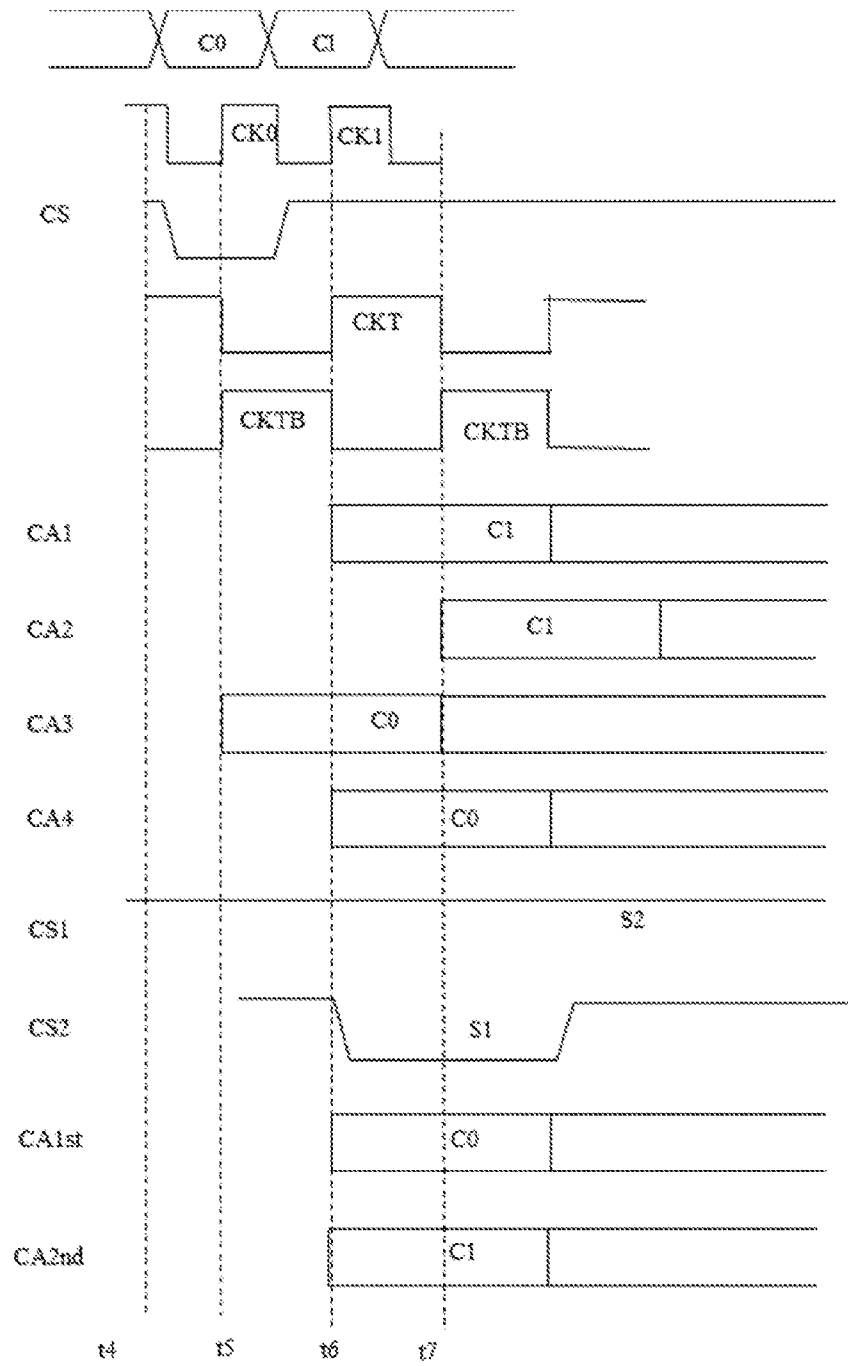 C0 C1
CK0 CK1
CS
CKT
CKTB CKTB
CA1 C1
CA2 C1
CA3 C0
CA4 C0
CS1 S2
CS2 S1
CA1st C0
CA2nd C1
t4 t5 t6 t7